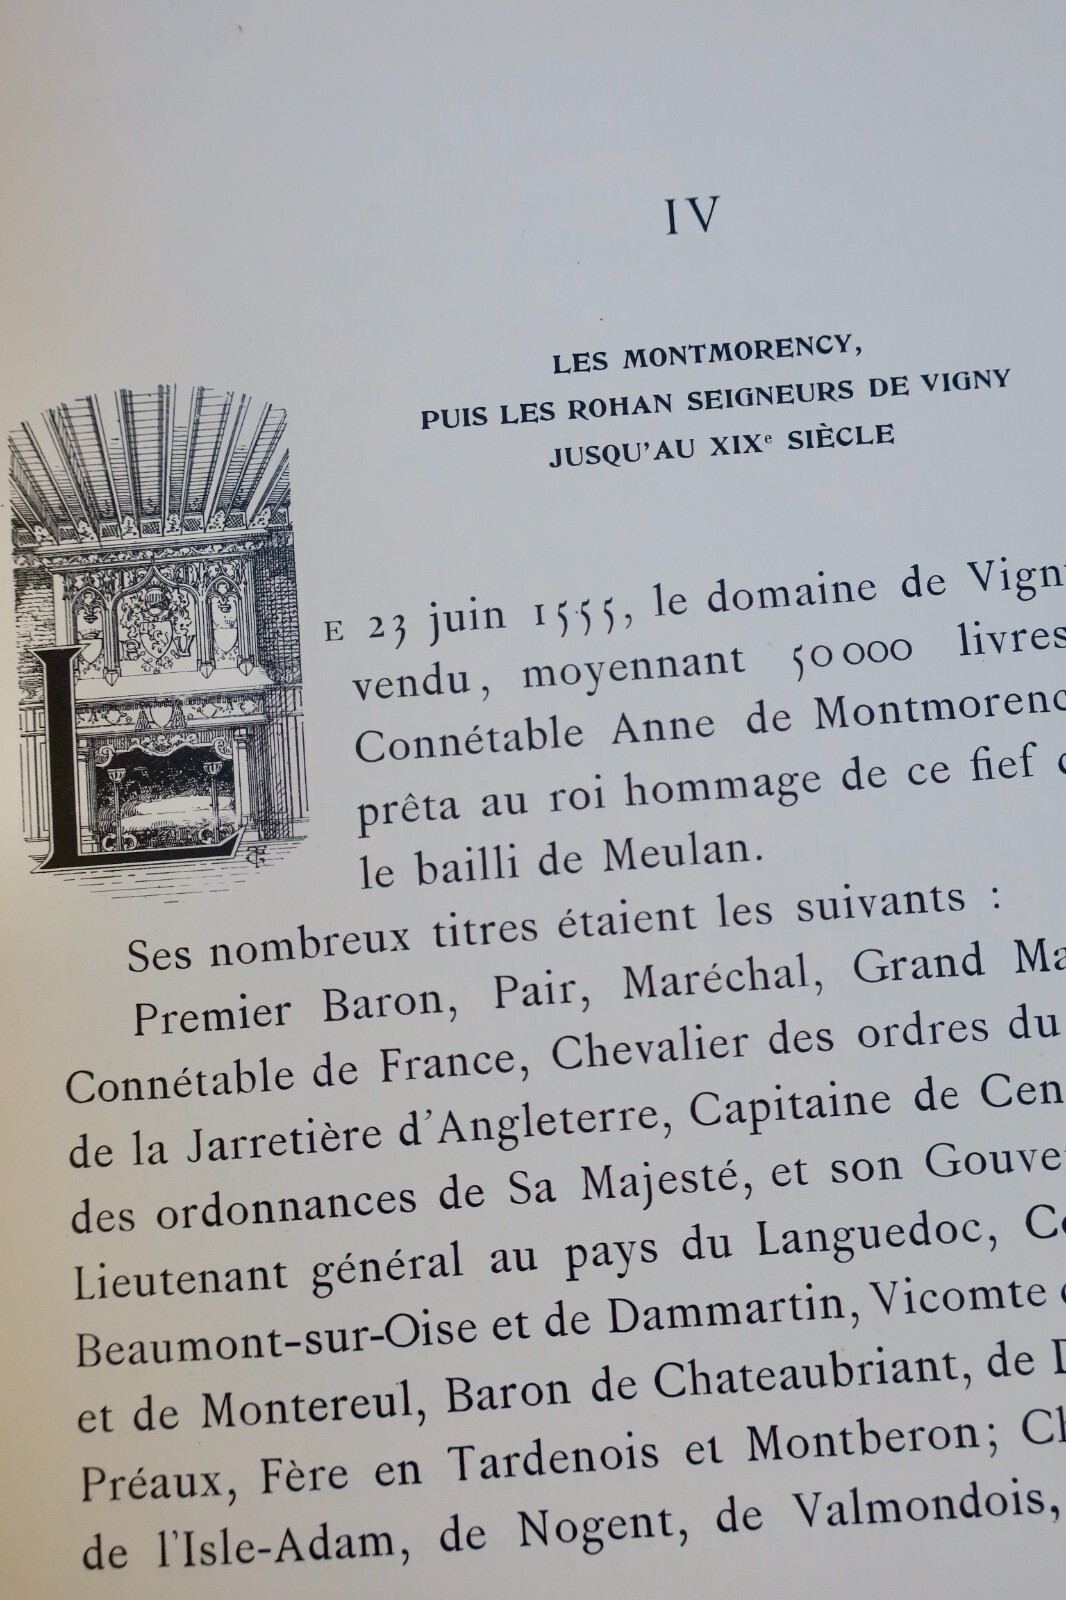 IV
LES MONTMORENCY,
PUIS LES ROHAN SEIGNEURS DE VIGNY
JUSQU'AU XIXe SIÈCLE
LE 23 juin 1555, le domaine de Vign
vendu, moyennant 50000 livres
Connétable Anne de Montmorenc
prêta au roi hommage de ce fief
le bailli de Meulan.
Ses nombreux titres étaient les suivants :
Premier Baron, Pair, Maréchal, Grand Ma
Connétable de France, Chevalier des ordres du
de la Jarretière d'Angleterre, Capitaine de Cen
des ordonnances de Sa Majesté, et son Gouve
Lieutenant général au pays du Languedoc, Co
Beaumont-sur-Oise et de Dammartin, Vicomte
et de Montereul, Baron de Chateaubriant, de
Préaux, Fère en Tardenois et Montberon; Ch
de l'Isle-Adam, de Nogent, de Valmondois,